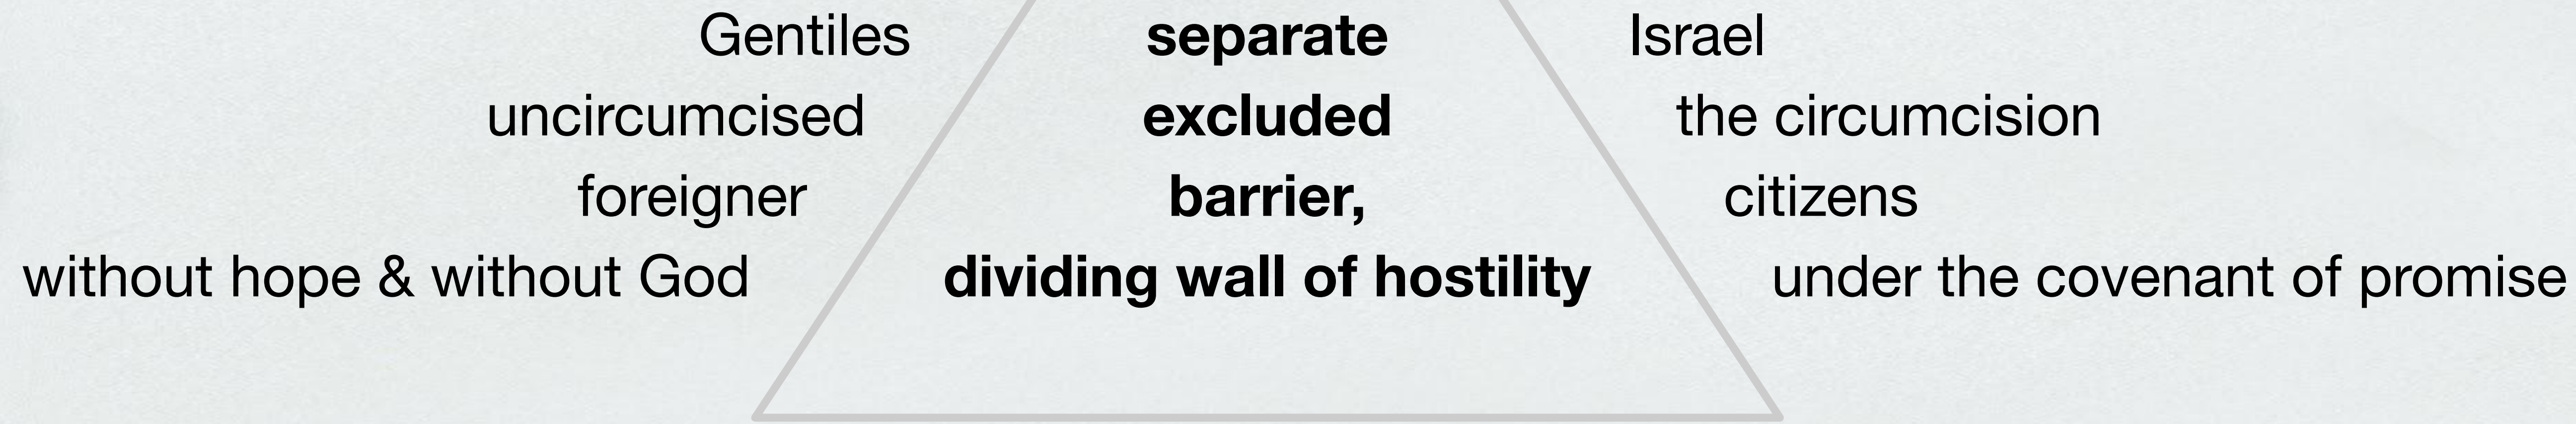 Gentiles separate Israel
uncircumcised excluded the circumcision
foreigner barrier, citizens
without hope & without God dividing wall of hostility under the covenant of promise